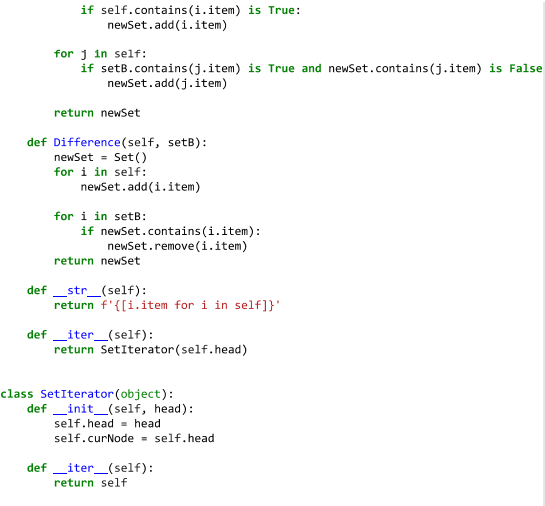 if self.contains(i.item) is True:
                newSet.add(i.item)

        for j in self:
            if setB.contains(j.item) is True and newSet.contains(j.item) is False
                newSet.add(j.item)

        return newSet

    def Difference(self, setB):
        newSet = Set()
        for i in self:
            newSet.add(i.item)

        for i in setB:
            if newSet.contains(i.item):
                newSet.remove(i.item)
        return newSet

    def __str__(self):
        return f'{[i.item for i in self]}'

    def __iter__(self):
        return SetIterator(self.head)


class SetIterator(object):
    def __init__(self, head):
        self.head = head
        self.curNode = self.head

    def __iter__(self):
        return self